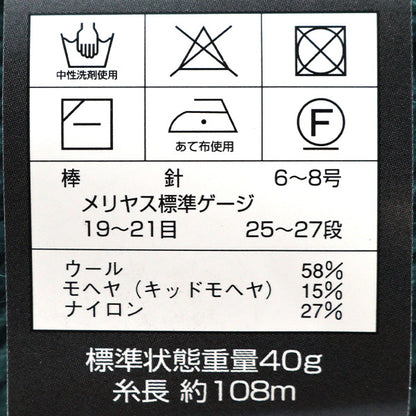 中性洗剤使用
あて布使用
F
棒 針 6〜8号
メリヤス標準ゲージ
19〜21目 25〜27段
ウール 58%
モヘヤ（キッドモヘヤ） 15%
ナイロン 27%
標準状態重量40g
糸長 約108m